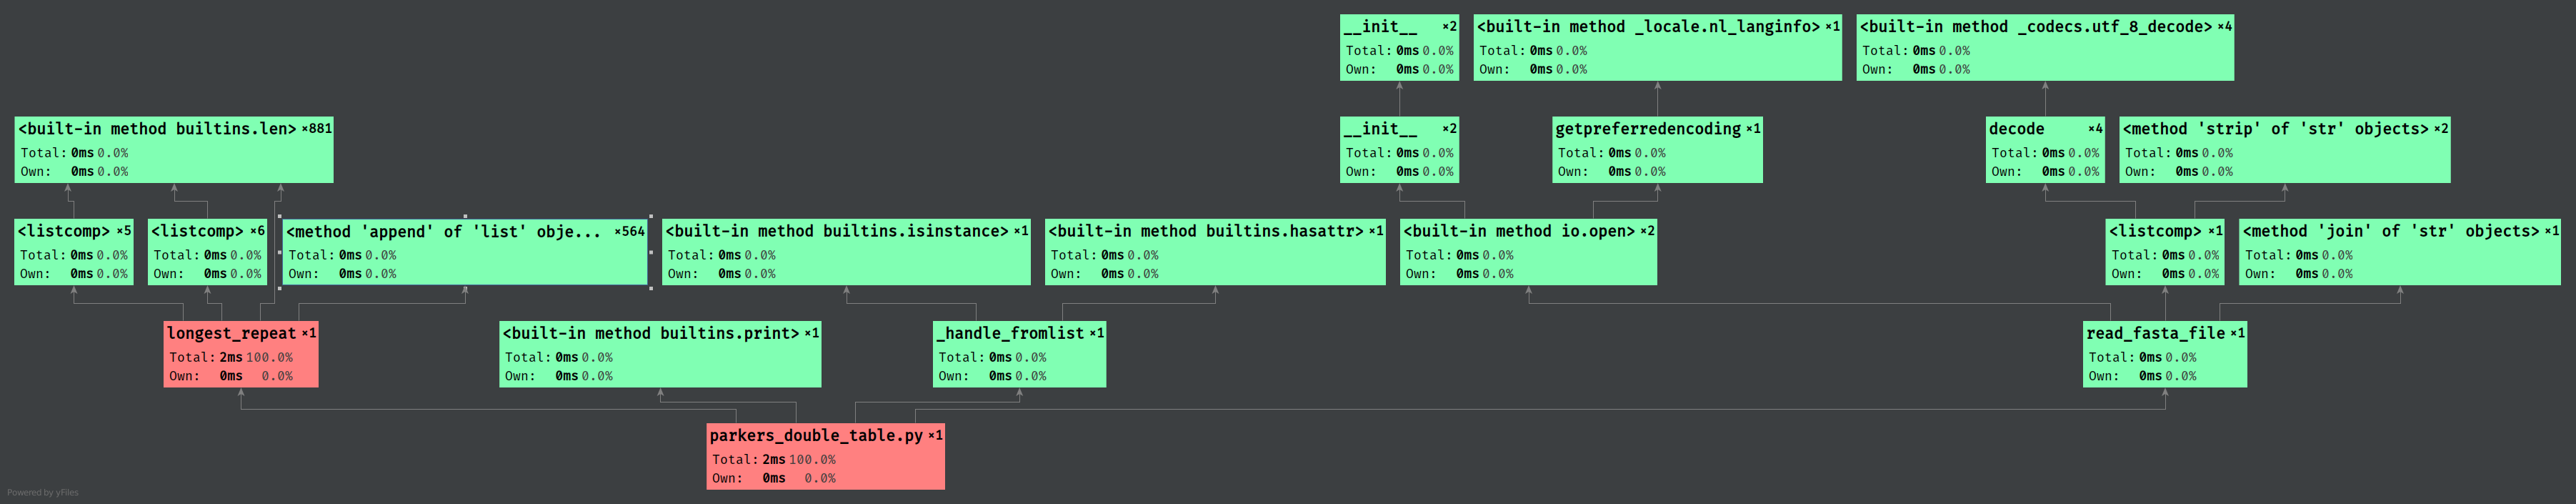 __init__ ×2
Total: 0ms 0.0%
Own: 0ms 0.0%
<built-in method _locale.nl_langinfo> ×1
Total: 0ms 0.0%
Own: 0ms 0.0%
<built-in method _codecs.utf_8_decode> ×4
Total: 0ms 0.0%
Own: 0ms 0.0%
<built-in method builtins.len> ×881
Total: 0ms 0.0%
Own: 0ms 0.0%
__init__ ×2
Total: 0ms 0.0%
Own: 0ms 0.0%
getpreferredencoding ×1
Total: 0ms 0.0%
Own: 0ms 0.0%
decode ×4
Total: 0ms 0.0%
Own: 0ms 0.0%
<method 'strip' of 'str' objects> ×2
Total: 0ms 0.0%
Own: 0ms 0.0%
<listcomp> ×5
Total: 0ms 0.0%
Own: 0ms 0.0%
<listcomp> ×6
Total: 0ms 0.0%
Own: 0ms 0.0%
<method 'append' of 'list' obje... ×564
Total: 0ms 0.0%
Own: 0ms 0.0%
<built-in method builtins.isinstance> ×1
Total: 0ms 0.0%
Own: 0ms 0.0%
<built-in method builtins.hasattr> ×1
Total: 0ms 0.0%
Own: 0ms 0.0%
<built-in method io.open> ×2
Total: 0ms 0.0%
Own: 0ms 0.0%
<listcomp> ×1
Total: 0ms 0.0%
Own: 0ms 0.0%
<method 'join' of 'str' objects> ×1
Total: 0ms 0.0%
Own: 0ms 0.0%
longest_repeat ×1
Total: 2ms 100.0%
Own: 0ms 0.0%
<built-in method builtins.print> ×1
Total: 0ms 0.0%
Own: 0ms 0.0%
_handle_fromlist ×1
Total: 0ms 0.0%
Own: 0ms 0.0%
read_fasta_file ×1
Total: 0ms 0.0%
Own: 0ms 0.0%
parkers_double_table.py ×1
Total: 2ms 100.0%
Own: 0ms 0.0%
Powered by yFiles